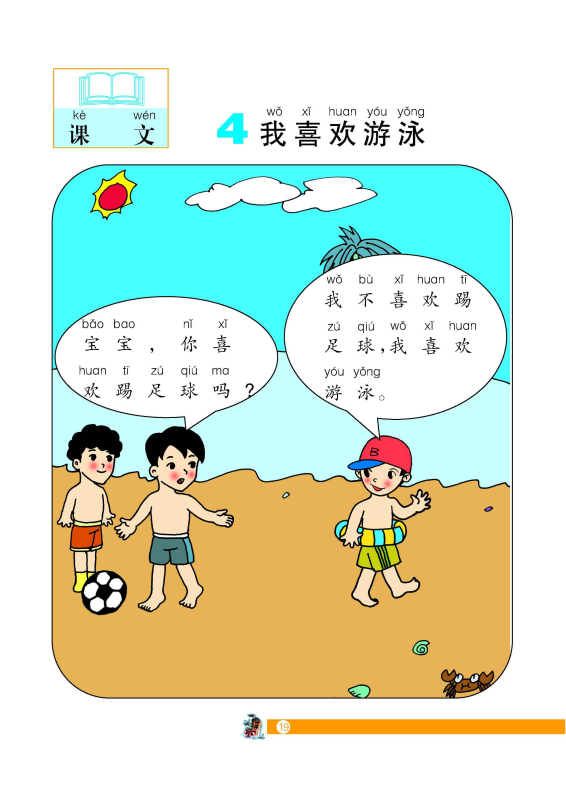 kè wén
课 文
wǒ xǐ huan yóu yǒng
4 我喜欢游泳
bǎo bao nǐ xǐ
宝 宝 , 你 喜
huan tī zú qiú ma
欢 踢 足 球 吗 ?
wǒ bù xǐ huan tī
我 不 喜 欢 踢
zú qiú wǒ xǐ huan
足 球,我 喜 欢
yóu yǒng
游 泳。
B
19